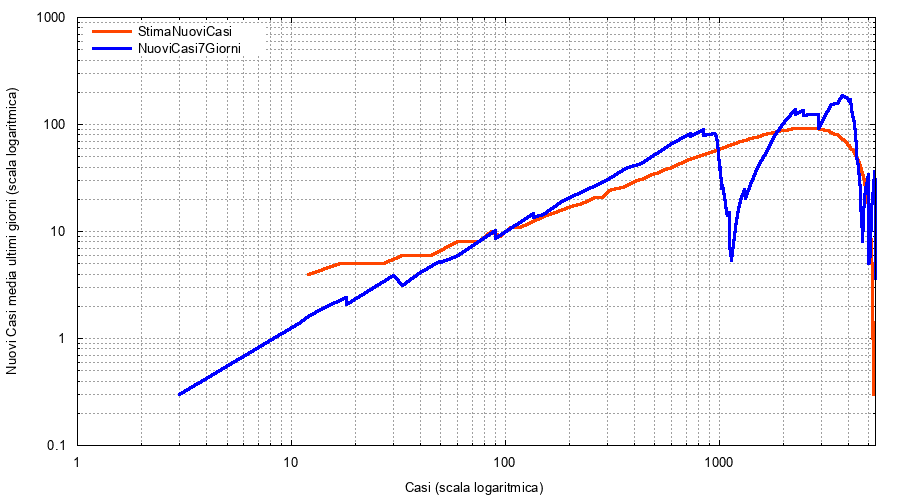 1000
StimaNuoviCasi
NuoviCasi7Giorni
100
Nuovi Casi media ultimi giorni (scala logaritmica)
10
1
0.1
1 10 100 1000
Casi (scala logaritmica)